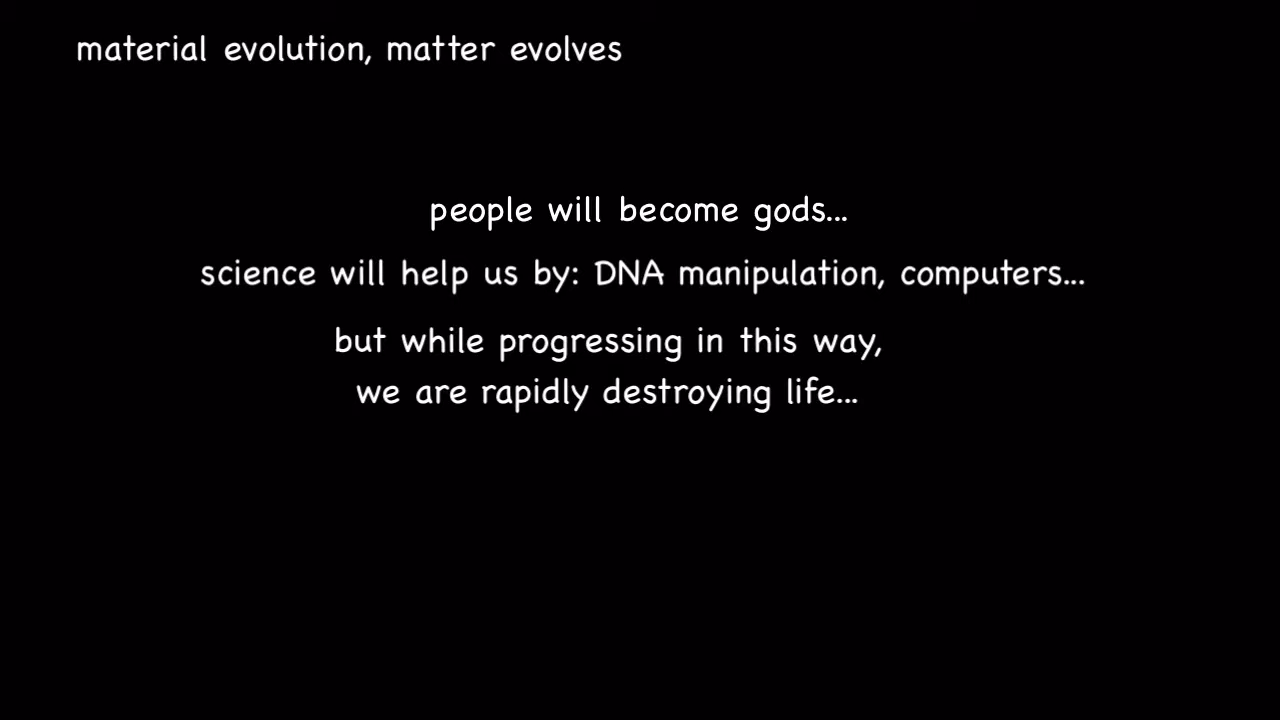 material evolution, matter evolves
people will become gods...
science will help us by: DNA manipulation, computers...
but while progressing in this way,
we are rapidly destroying life...